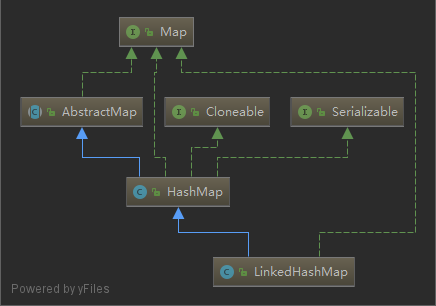 I Map
C AbstractMap
I Cloneable
I Serializable
C HashMap
C LinkedHashMap
Powered by yFiles